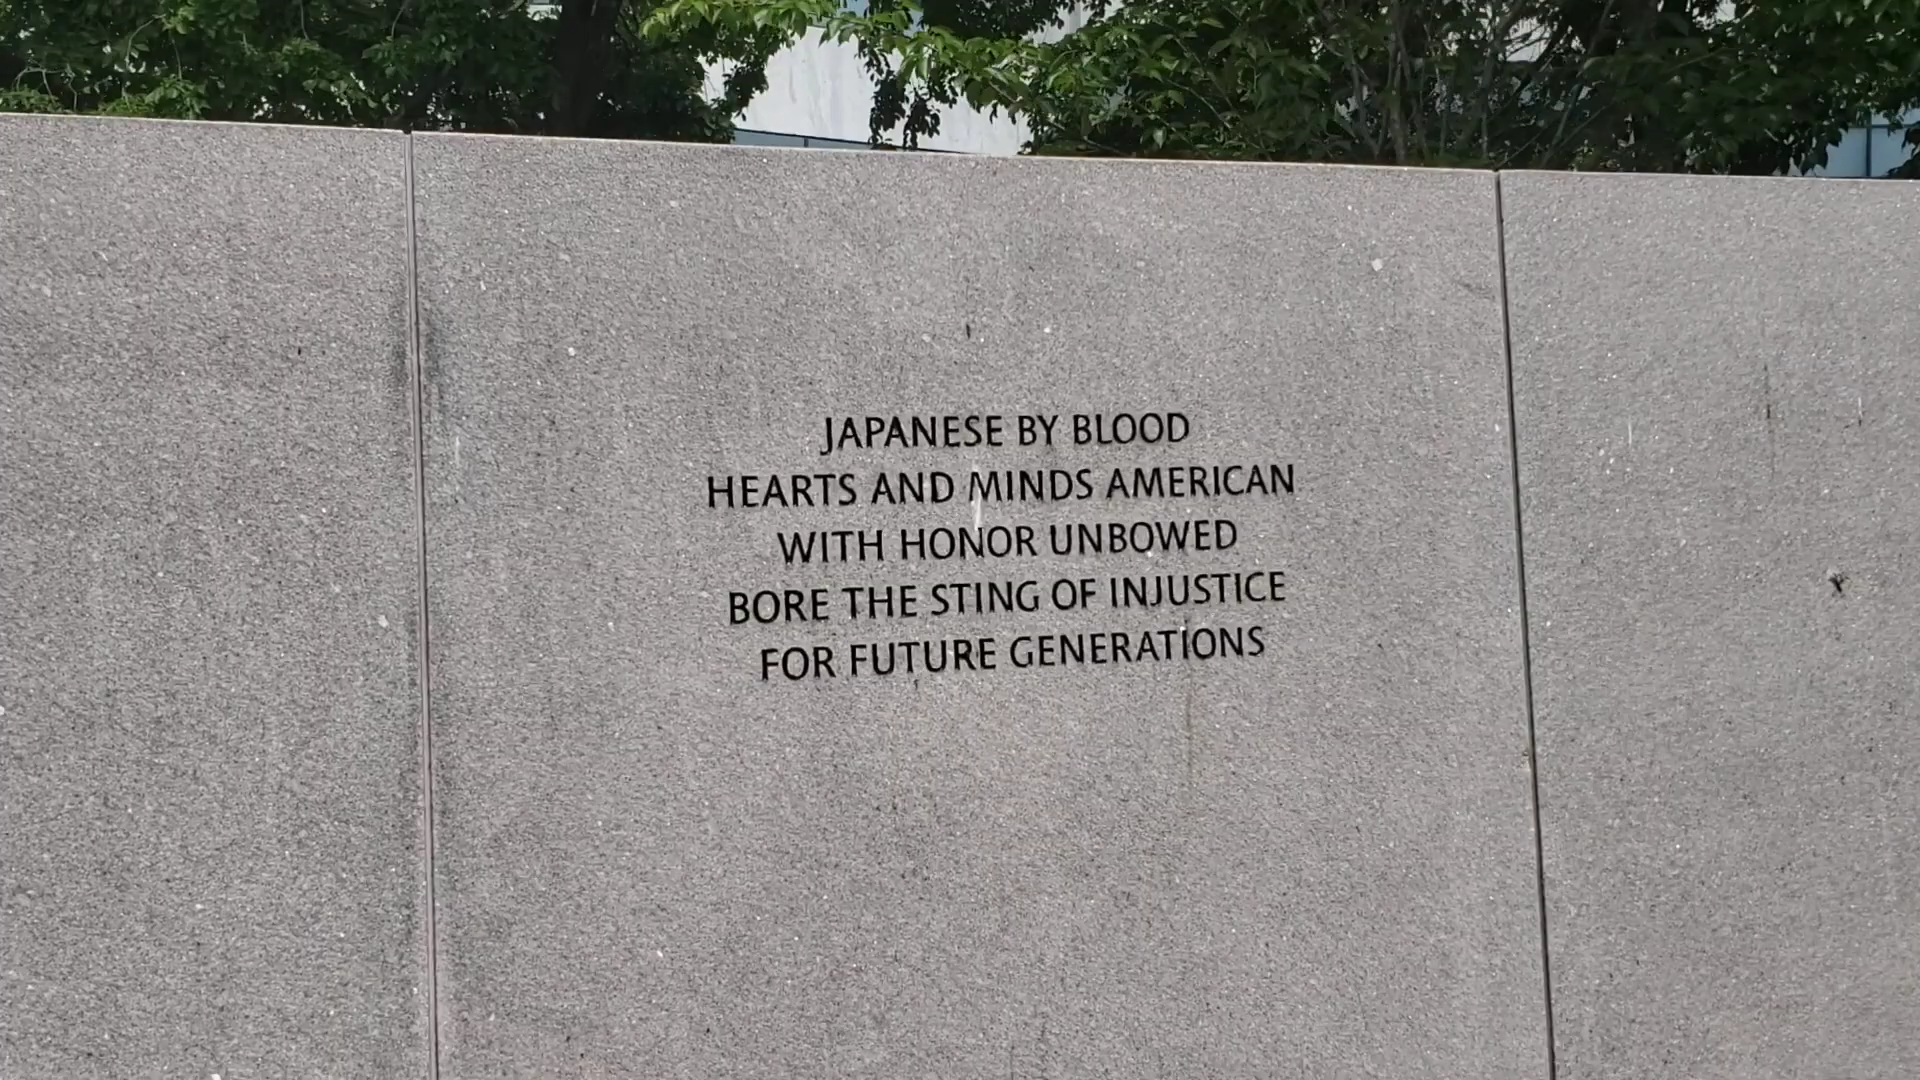 JAPANESE BY BLOOD
HEARTS AND MINDS AMERICAN
WITH HONOR UNBOWED
BORE THE STING OF INJUSTICE
FOR FUTURE GENERATIONS